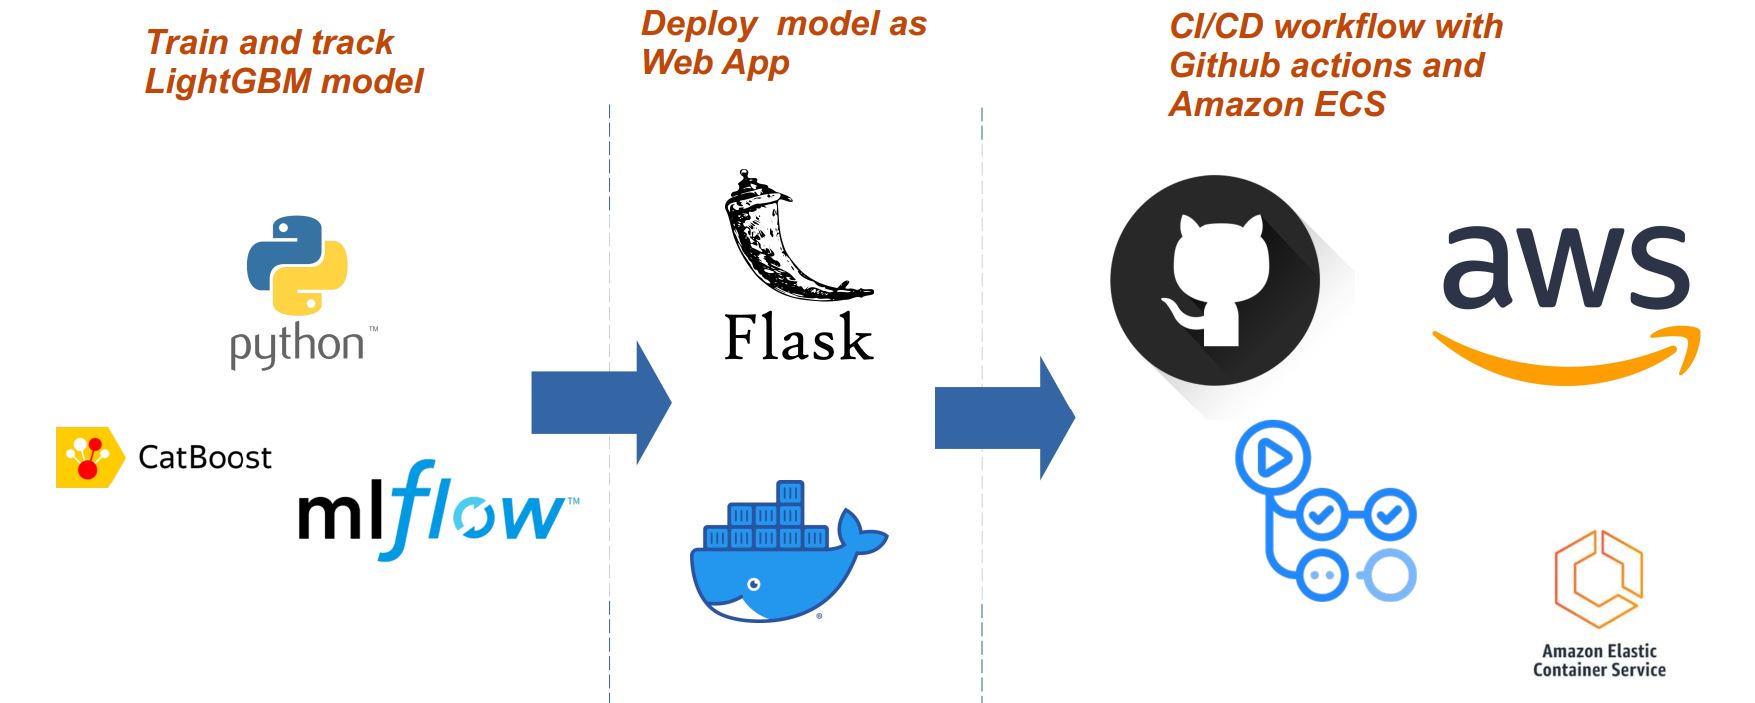 Train and track
LightGBM model
Deploy model as
Web App
CI/CD workflow with
Github actions and
Amazon ECS
python™
CatBoost
mlflow™
Flask
®
aws
Amazon Elastic
Container Service